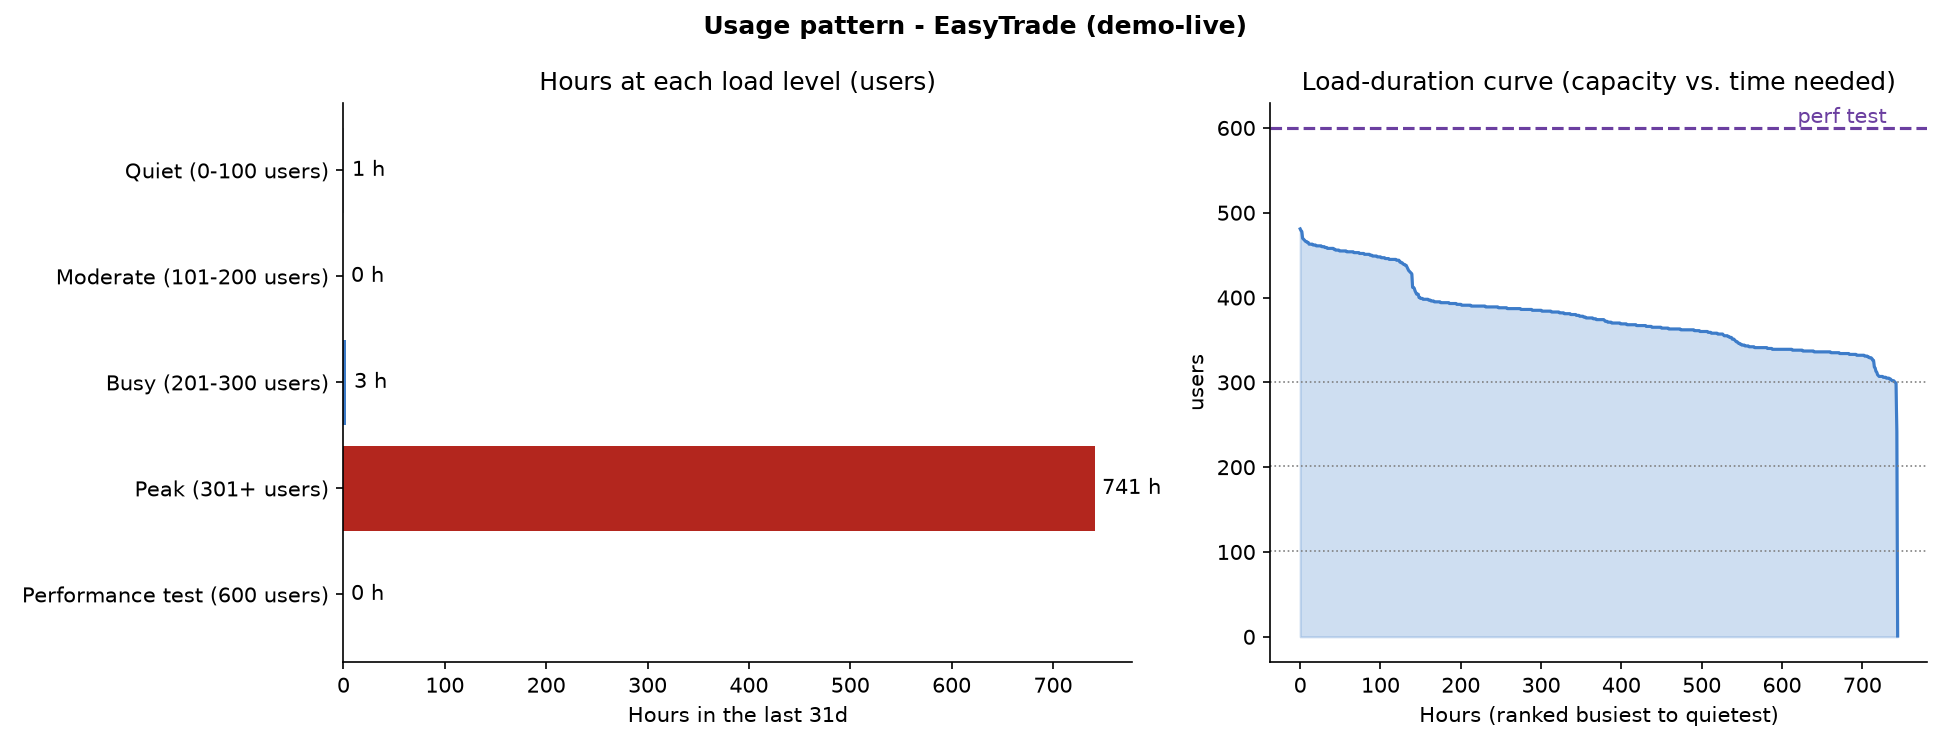 Usage pattern - EasyTrade (demo-live)
Hours at each load level (users)
Quiet (0-100 users)
1 h
Moderate (101-200 users)
0 h
Busy (201-300 users)
3 h
Peak (301+ users)
741 h
Performance test (600 users)
0 h
0 100 200 300 400 500 600 700
Hours in the last 31d
Load-duration curve (capacity vs. time needed)
perf test
600
500
400
300
200
100
0
users
0 100 200 300 400 500 600 700
Hours (ranked busiest to quietest)